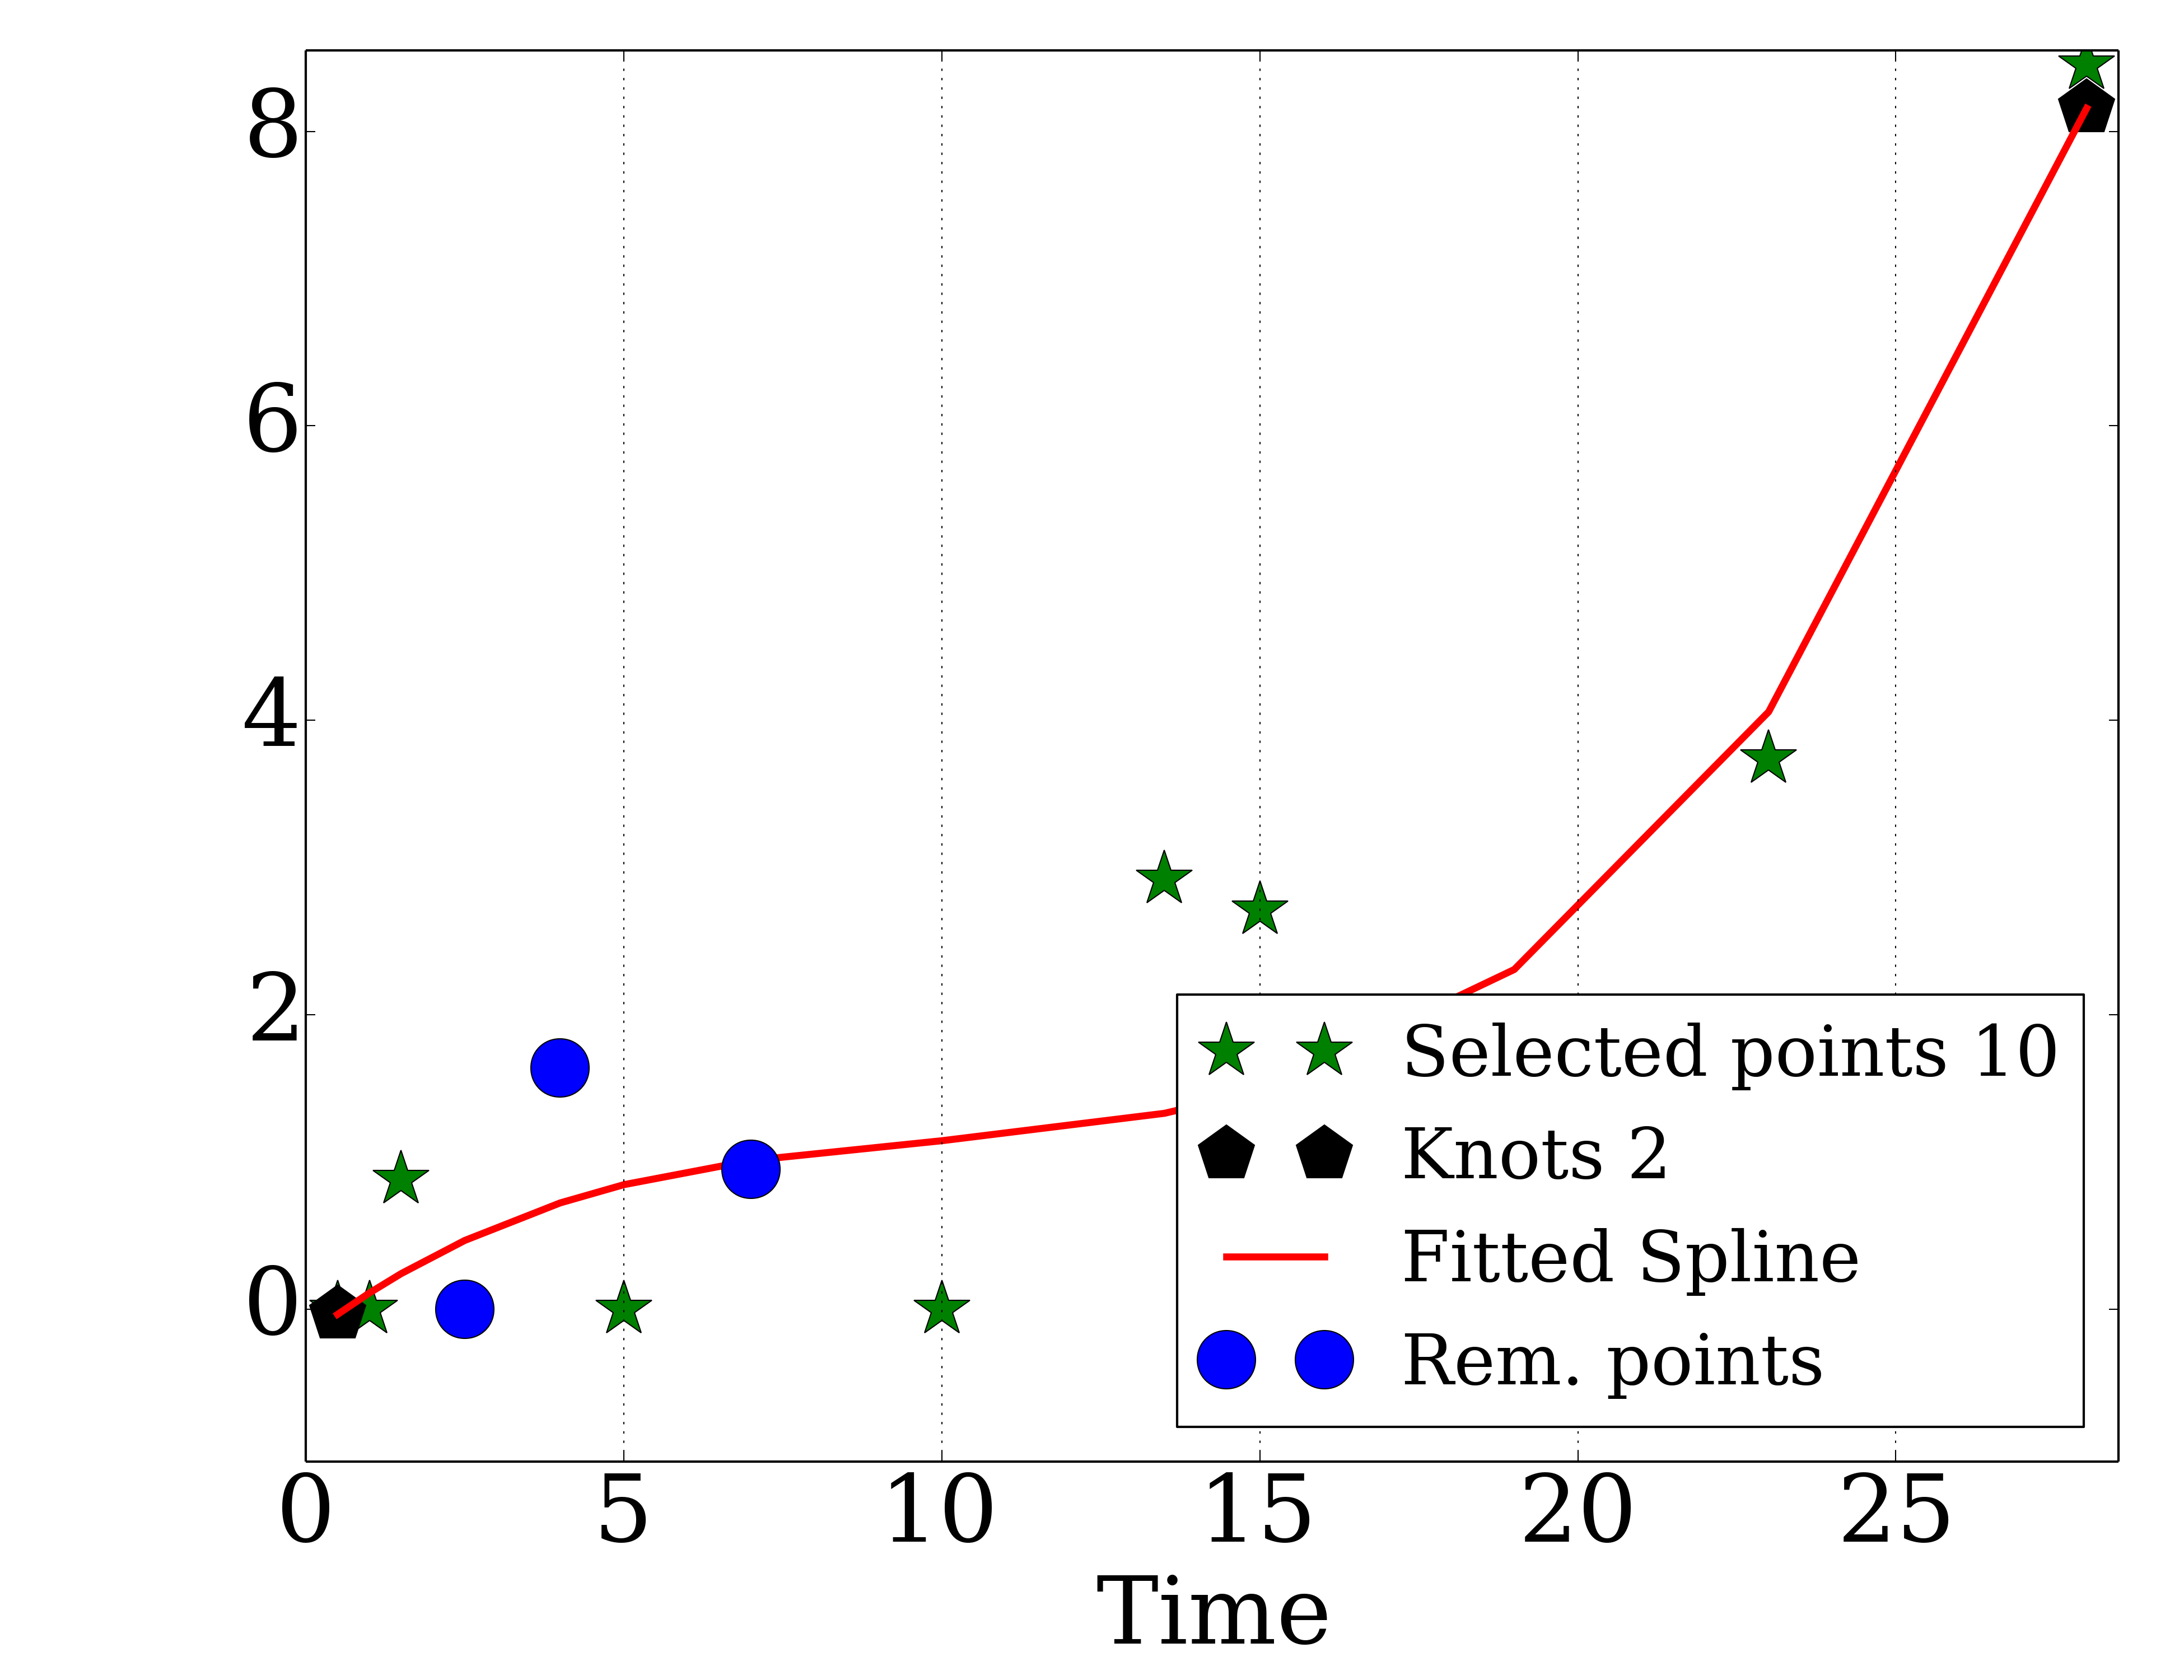 8
6
4
2
0
Selected points 10
Knots 2
Fitted Spline
Rem. points
0 5 10 15 20 25
Time